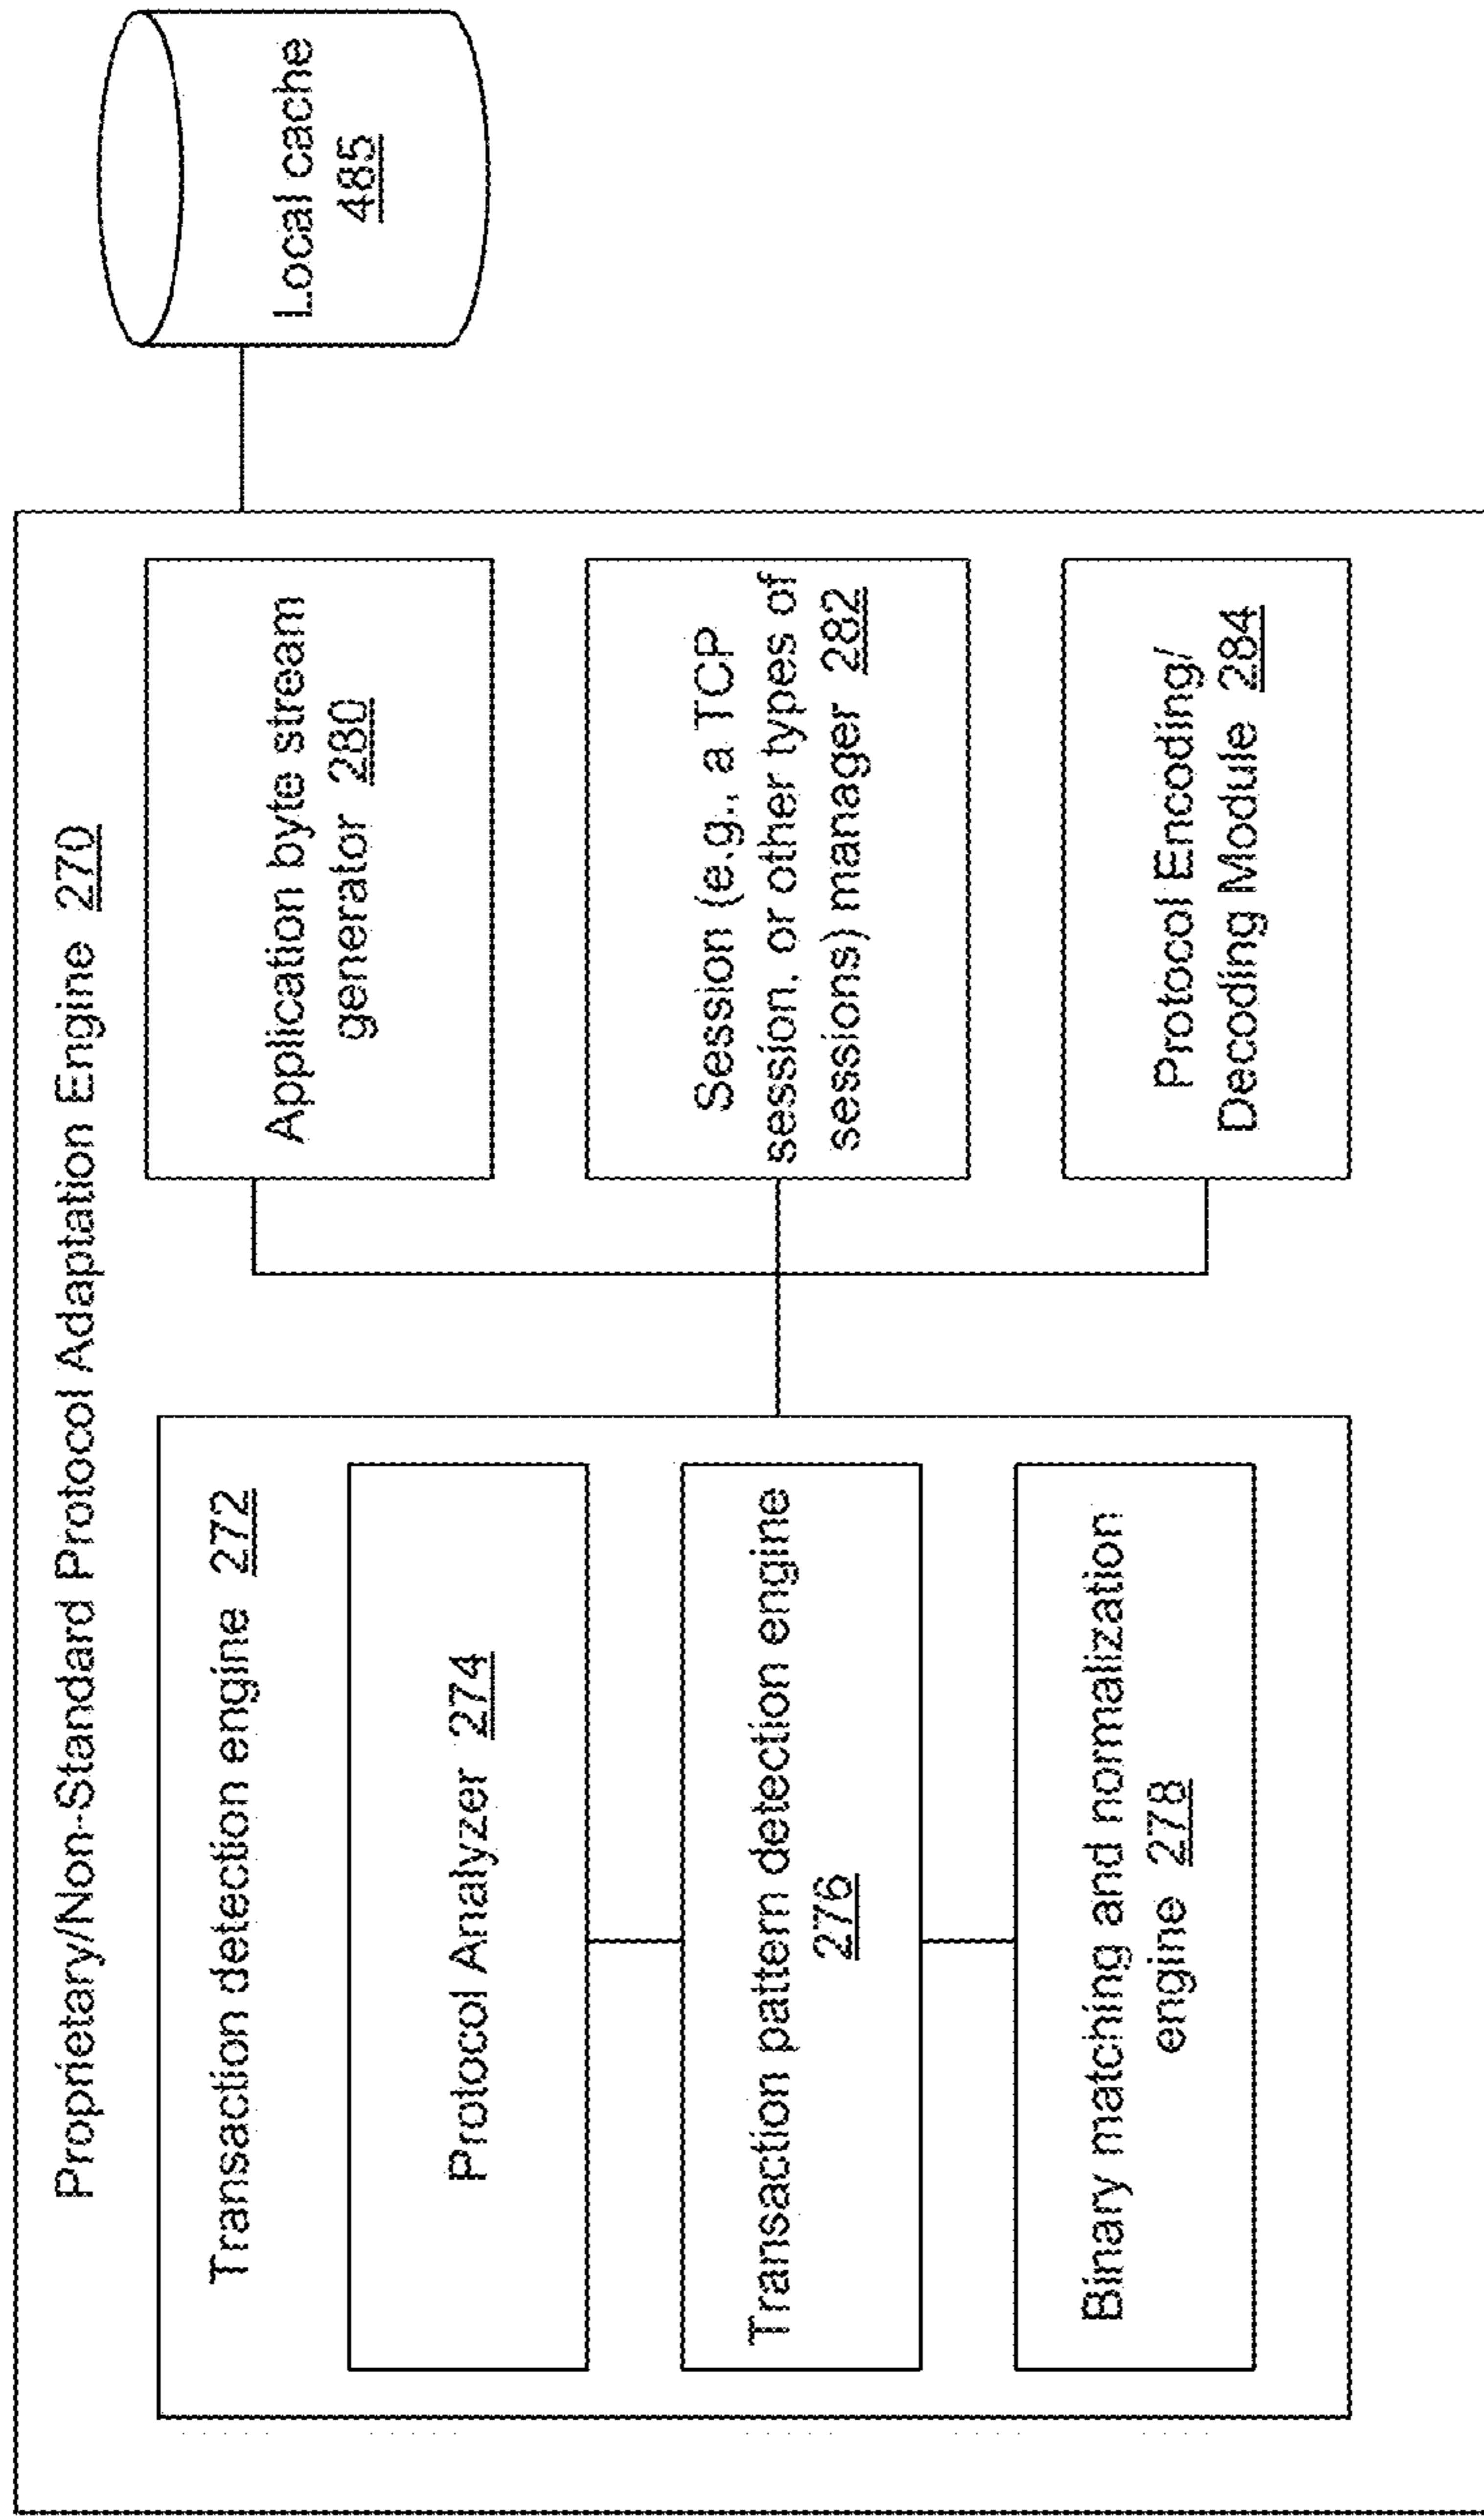 Proprietary/Non-Standard Protocol Adaptation Engine 270
Transaction detection engine 272
Protocol Analyzer 274
Transaction pattern detection engine
276
Binary matching and normalization
engine 278
Application byte stream
generator 280
Session (e.g., a TCP
session, or other types of
sessions) manager 282
Protocol Encoding/
Decoding Module 284
Local cache
485